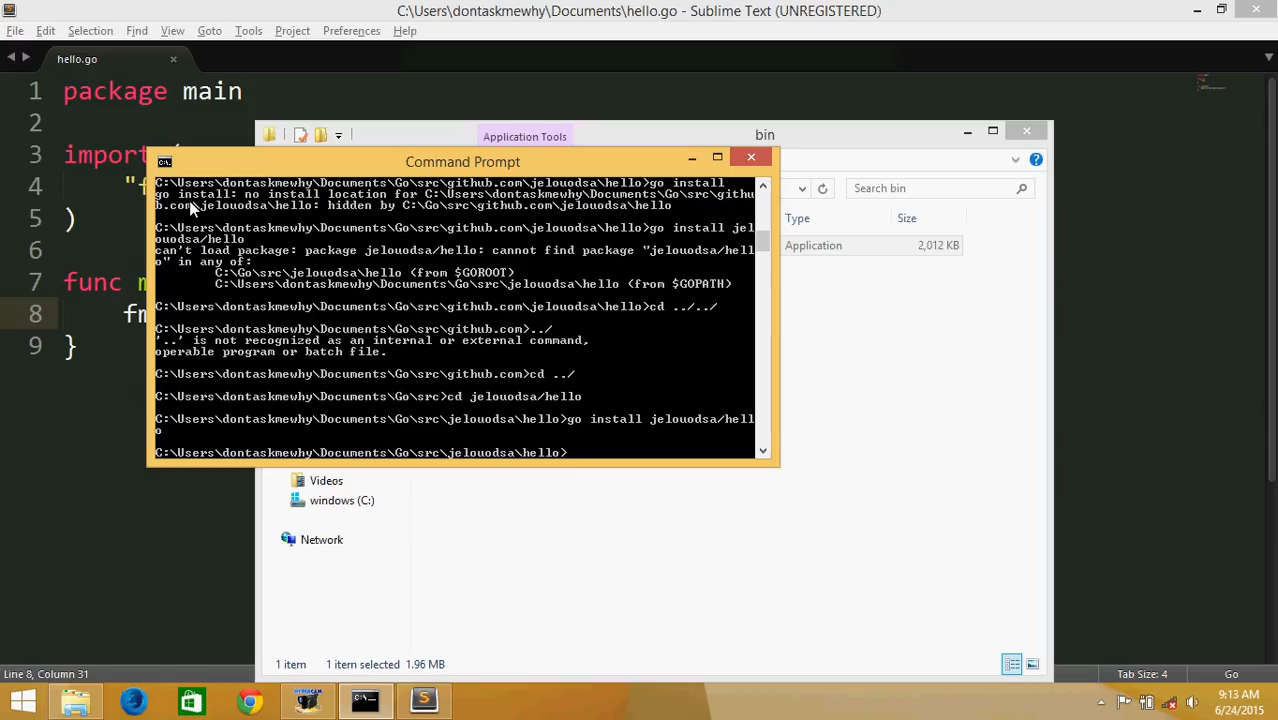 C:\Users\dontaskmewhy\Documents\hello.go - Sublime Text (UNREGISTERED)
File Edit Selection Find View Goto Tools Project Preferences Help
hello.go
1 package main
2
3 import (
4 "f
5 )
6
7 func m
8 fm
9 }
Application Tools
bin
Search bin
Type Size
Application 2,012 KB
Command Prompt
C:\Users\dontaskmewhy\Documents\Go\src\github.com\jelouodsa\hello>go install
go install: no install location for C:\Users\dontaskmewhy\Documents\Go\src\githu
b.com\jelouodsa\hello: hidden by C:\Go\src\github.com\jelouodsa\hello
C:\Users\dontaskmewhy\Documents\Go\src\github.com\jelouodsa\hello>go install jel
ouodsa/hello
can't load package: package jelouodsa/hello: cannot find package "jelouodsa/hell
o" in any of:
C:\Go\src\jelouodsa\hello (from $GOROOT)
C:\Users\dontaskmewhy\Documents\Go\src\jelouodsa\hello (from $GOPATH)
C:\Users\dontaskmewhy\Documents\Go\src\github.com\jelouodsa\hello>cd ../../
C:\Users\dontaskmewhy\Documents\Go\src\github.com>../
'..' is not recognized as an internal or external command,
operable program or batch file.
C:\Users\dontaskmewhy\Documents\Go\src\github.com>cd ../
C:\Users\dontaskmewhy\Documents\Go\src>cd jelouodsa/hello
C:\Users\dontaskmewhy\Documents\Go\src\jelouodsa\hello>go install jelouodsa/hell
o
C:\Users\dontaskmewhy\Documents\Go\src\jelouodsa\hello>
Videos
windows (C:)
Network
1 item 1 item selected 1.96 MB
Line 8, Column 31
Tab Size: 4 Go
HYPERCAM
9:13 AM
6/24/2015